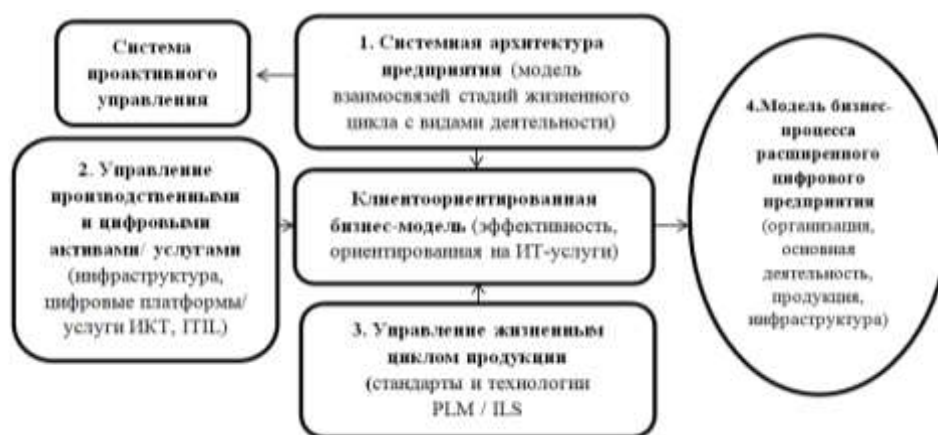 Система
проактивного
управления
1. Системная архитектура
предприятия (модель
взаимосвязей стадий жизненного
цикла с видами деятельности)
2. Управление
производственными
и цифровыми
активами/ услугами
(инфраструктура,
цифровые платформы/
услуги ИКТ, ITIL)
Клиентоориентированная
бизнес-модель (эффективность,
ориентированная на ИТ-услуги)
3. Управление жизненным
циклом продукции
(стандарты и технологии
PLM / ILS
4.Модель бизнес-
процесса
расширенного
цифрового
предприятия
(организация,
основная
деятельность,
продукция,
инфраструктура)